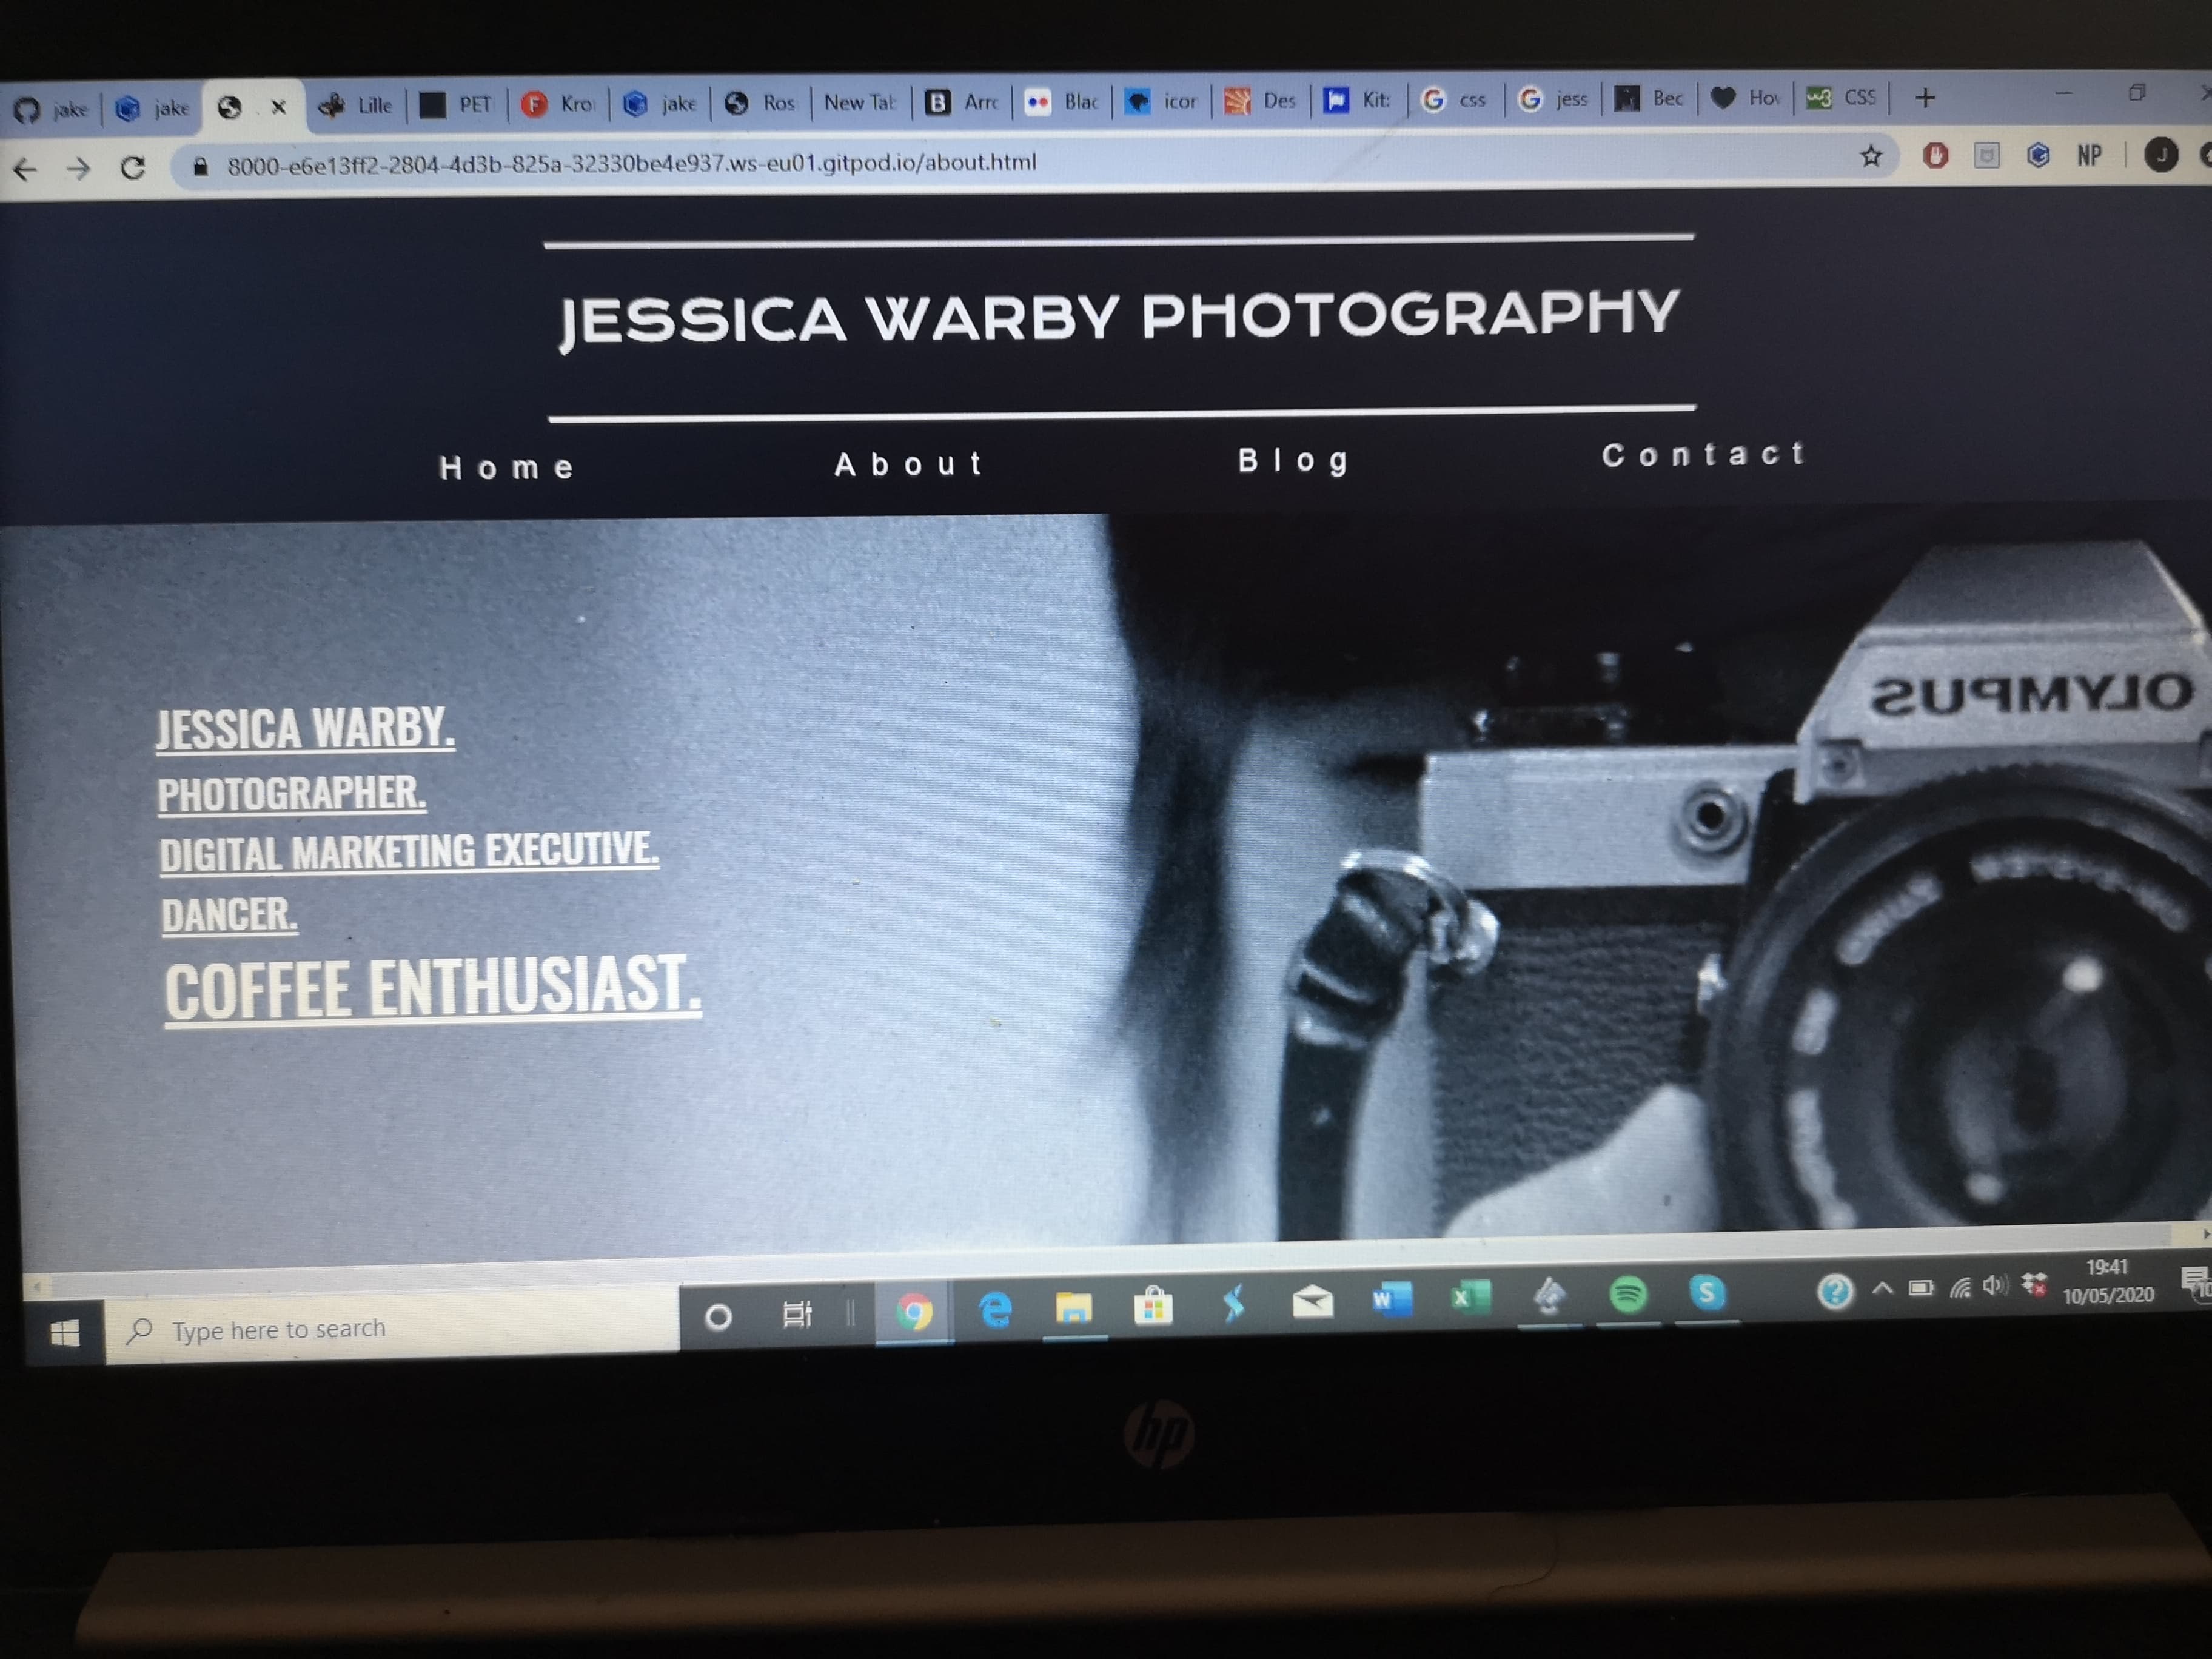 jake jake Lille PET Kro jake Ros New Tab B Arro Blac icor Des Kit: css jess Bec How CSS
8000-e6e13ff2-2804-4d3b-825a-32330be4e937.ws-eu01.gitpod.io/about.html
NP J
JESSICA WARBY PHOTOGRAPHY
Home About Blog Contact
OLYMPUS
JESSICA WARBY.
PHOTOGRAPHER.
DIGITAL MARKETING EXECUTIVE.
DANCER.
COFFEE ENTHUSIAST.
Type here to search
19:41
10/05/2020
hp